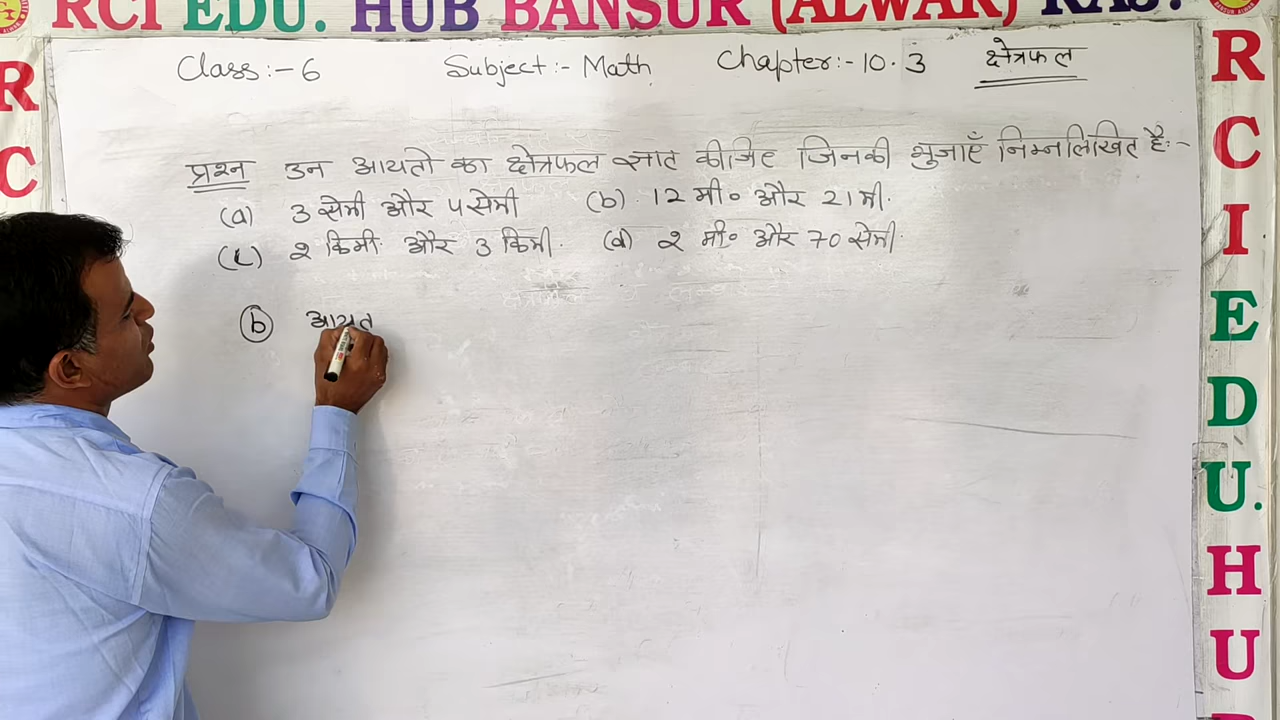 RCI EDU. HUB BANSUR (ALWAR) RAJ.
Class:- 6 Subject:- Math Chapter:- 10.3 क्षेत्रफल
प्रश्न उन आयतो का क्षेत्रफल ज्ञात कीजिए जिनकी भुजाएँ निम्नलिखित है:-
(a) 3 सेमी और 4 सेमी (b) 12 मी० और 21 मी.
(c) 2 किमी. और 3 किमी. (d) 2 मी० और 70 सेमी.
(b) आयत
R
C
R
C
I
E
D
U.
H
U